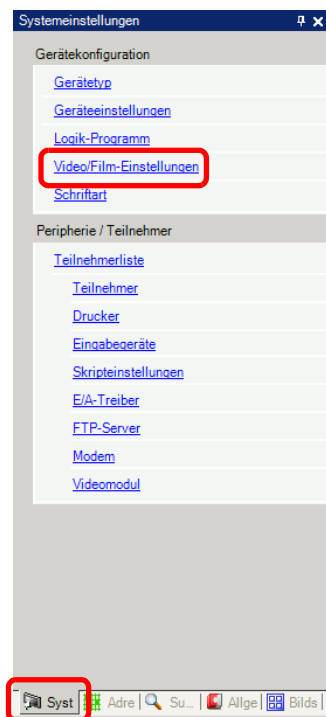 Systemeinstellungen
Gerätekonfiguration
Gerätetyp
Geräteeinstellungen
Logik-Programm
Video/Film-Einstellungen
Schriftart
Peripherie / Teilnehmer
Teilnehmerliste
Teilnehmer
Drucker
Eingabegeräte
Skripteinstellungen
E/A-Treiber
FTP-Server
Modem
Videomodul
Syst Adre Su... Allge Bilds